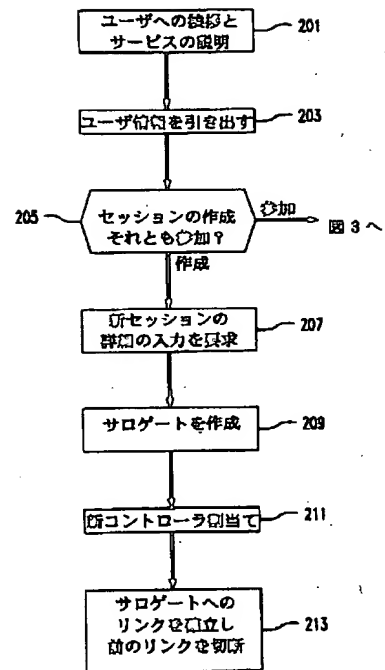 ユーザへの挨拶と
サービスの説明
201
ユーザ情報を引き出す
203
205
セッションの作成
それとも参加?
参加
図 3 へ
作成
新セッションの
詳細の入力を要求
207
サロゲートを作成
209
新コントローラ割当て
211
サロゲートへの
リンクを確立し
前のリンクを切断
213